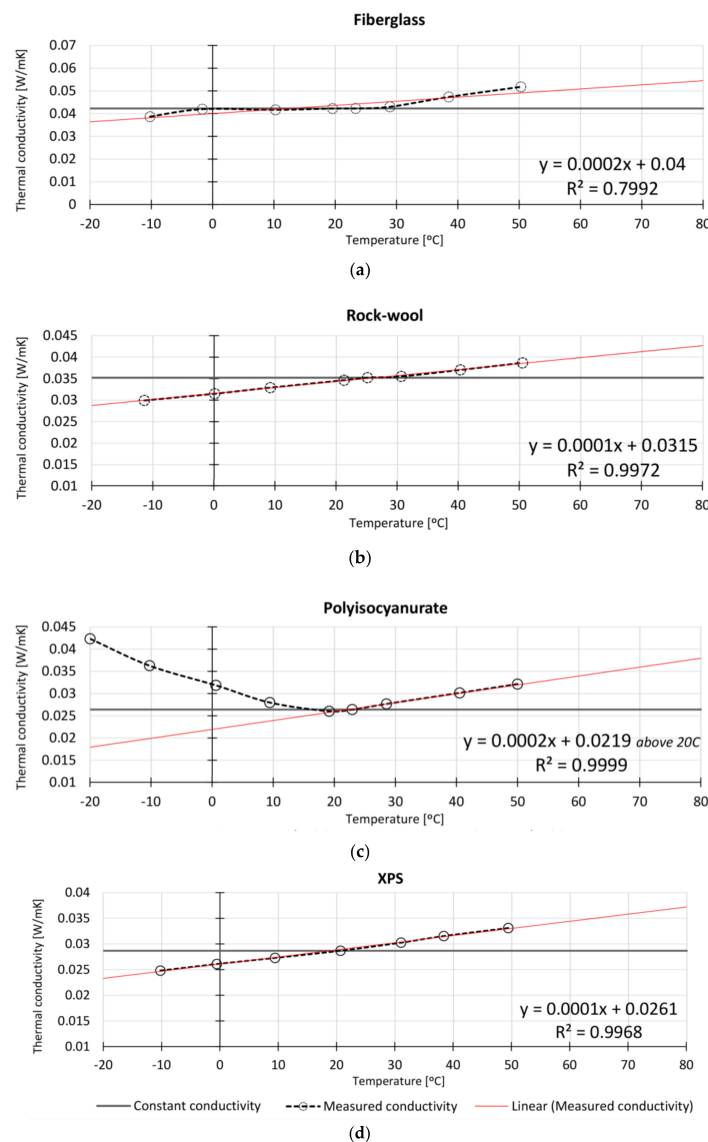 Fiberglass
Thermal conductivity [W/mK]
0.07
0.06
0.05
0.04
0.03
0.02
0.01
0
y = 0.0002x + 0.04
R² = 0.7992
-20 -10 0 10 20 30 40 50 60 70 80
Temperature [ºC]
(a)
Rock-wool
Thermal conductivity [W/mK]
0.045
0.04
0.035
0.03
0.025
0.02
0.015
0.01
y = 0.0001x + 0.0315
R² = 0.9972
-20 -10 0 10 20 30 40 50 60 70 80
Temperature [ºC]
(b)
Polyisocyanurate
Thermal conductivity [W/mK]
0.045
0.04
0.035
0.03
0.025
0.02
0.015
0.01
y = 0.0002x + 0.0219 above 20C
R² = 0.9999
-20 -10 0 10 20 30 40 50 60 70 80
Temperature [ºC]
(c)
XPS
Thermal conductivity [W/mK]
0.04
0.035
0.03
0.025
0.02
0.015
0.01
y = 0.0001x + 0.0261
R² = 0.9968
-20 -10 0 10 20 30 40 50 60 70 80
Temperature [ºC]
Constant conductivity Measured conductivity Linear (Measured conductivity)
(d)